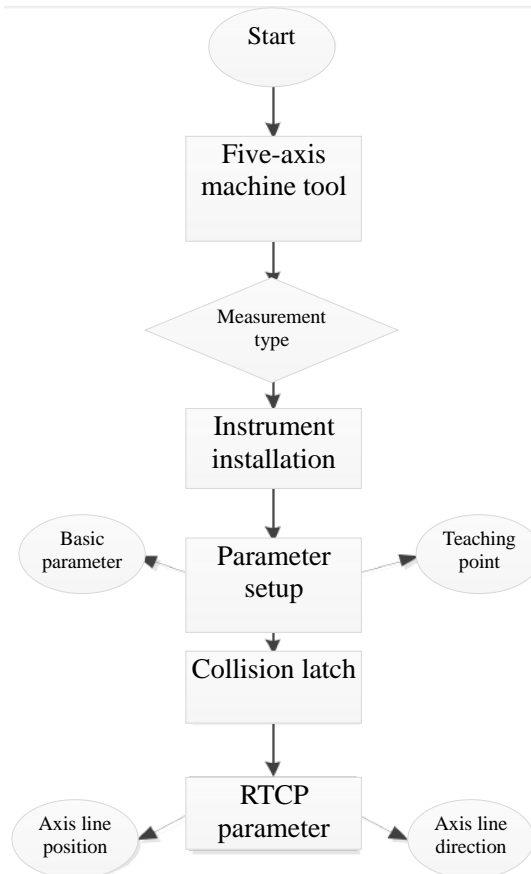 Start
Five-axis
machine tool
Measurement
type
Instrument
installation
Basic
parameter
Parameter
setup
Teaching
point
Collision latch
RTCP
parameter
Axis line
position
Axis line
direction